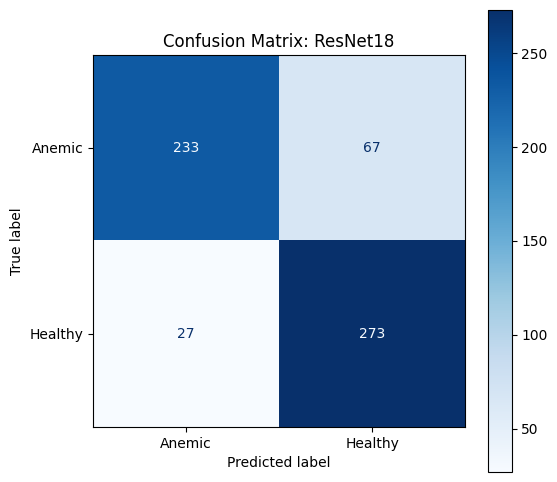 Confusion Matrix: ResNet18
Anemic
233
67
Healthy
27
273
Anemic
Healthy
Predicted label
True label
250
200
150
100
50